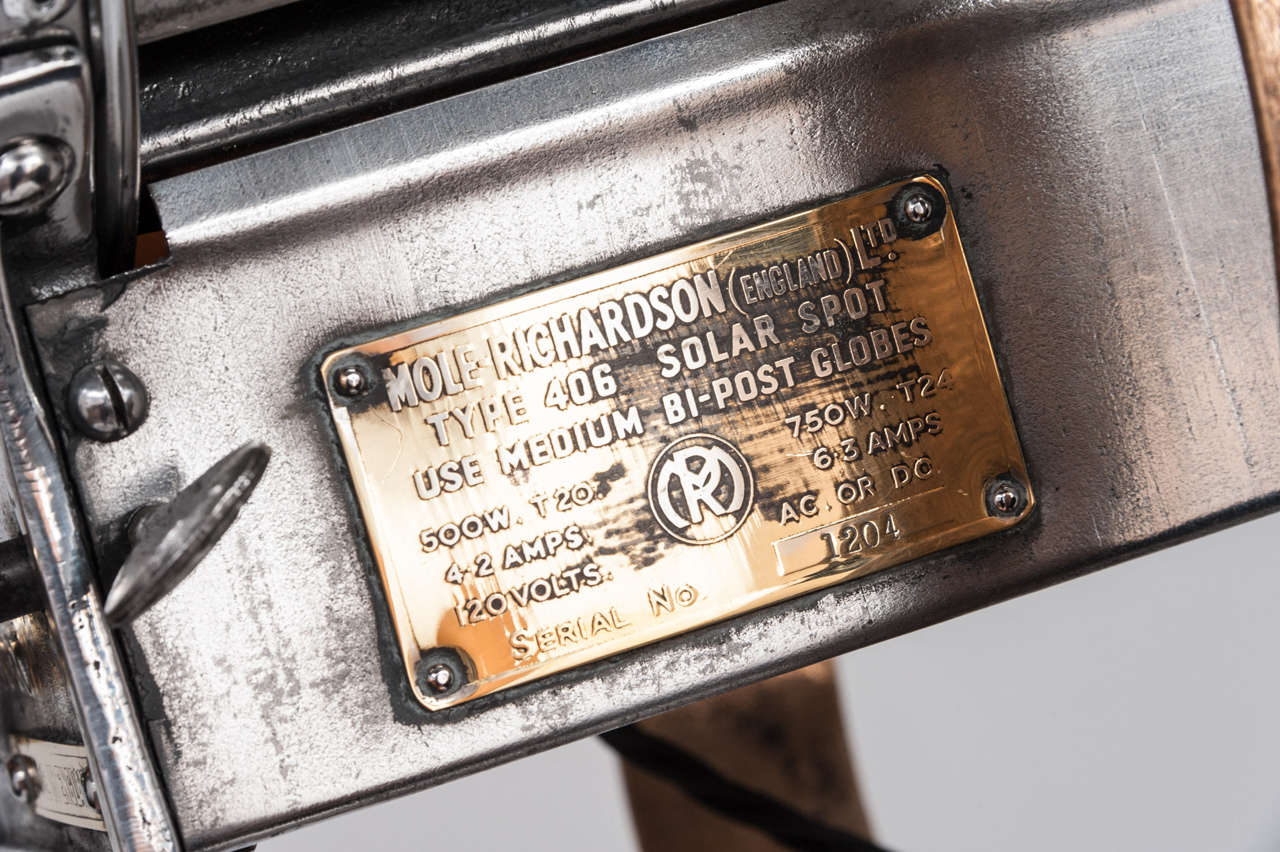 MOLE-RICHARDSON (ENGLAND) LTD.
TYPE 406 SOLAR SPOT
USE MEDIUM BI-POST GLOBES
500W. T20. 750W. T24
4·2 AMPS. 6·3 AMPS
120 VOLTS. AC. OR DC.
SERIAL No. 1204
MR